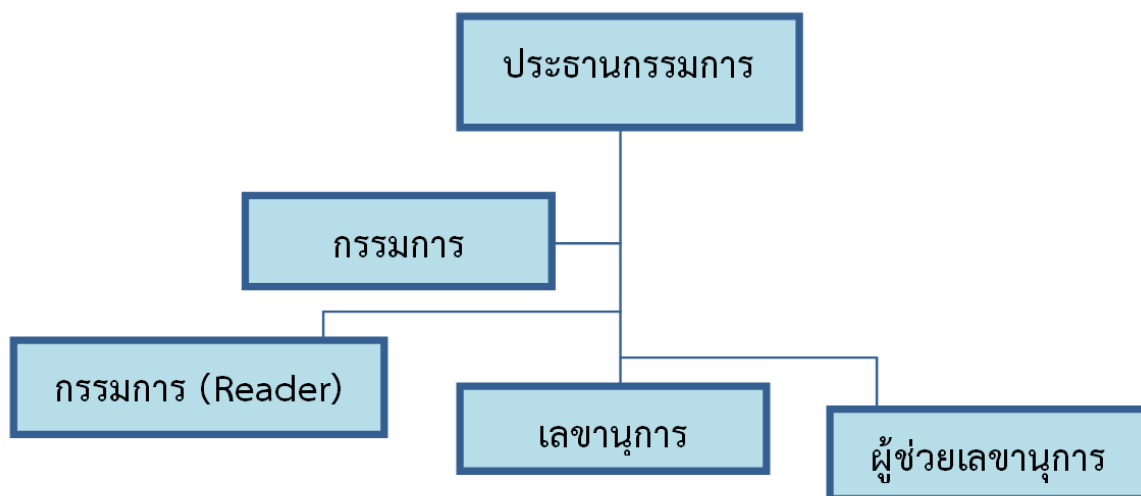 ประธานกรรมการ
กรรมการ
กรรมการ (Reader)
เลขานุการ
ผู้ช่วยเลขานุการ